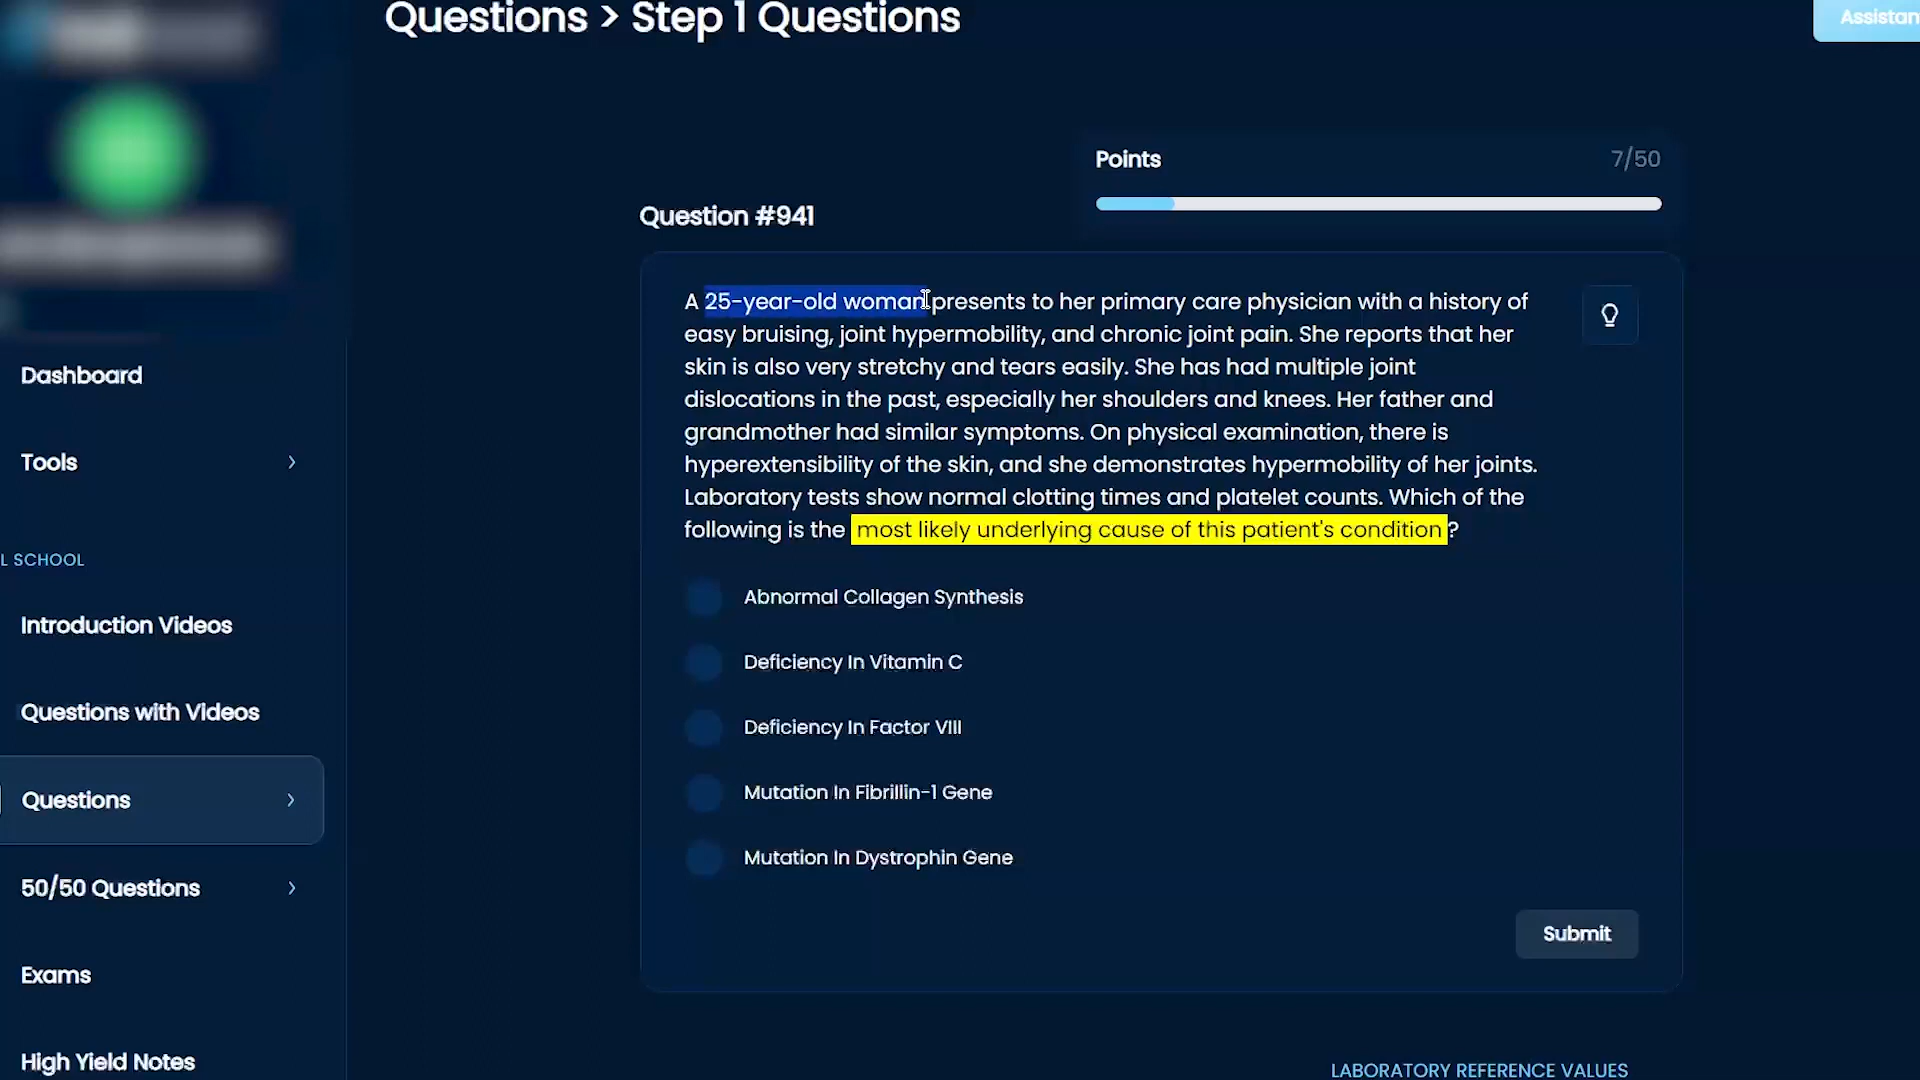 Questions > Step 1 Questions
Assistan
Points
7/50
Question #941
A 25-year-old woman presents to her primary care physician with a history of
easy bruising, joint hypermobility, and chronic joint pain. She reports that her
skin is also very stretchy and tears easily. She has had multiple joint
dislocations in the past, especially her shoulders and knees. Her father and
grandmother had similar symptoms. On physical examination, there is
hyperextensibility of the skin, and she demonstrates hypermobility of her joints.
Laboratory tests show normal clotting times and platelet counts. Which of the
following is the most likely underlying cause of this patient's condition ?
Abnormal Collagen Synthesis
Deficiency In Vitamin C
Deficiency In Factor VIII
Mutation In Fibrillin-1 Gene
Mutation In Dystrophin Gene
Submit
LABORATORY REFERENCE VALUES
Dashboard
Tools
L SCHOOL
Introduction Videos
Questions with Videos
Questions
50/50 Questions
Exams
High Yield Notes